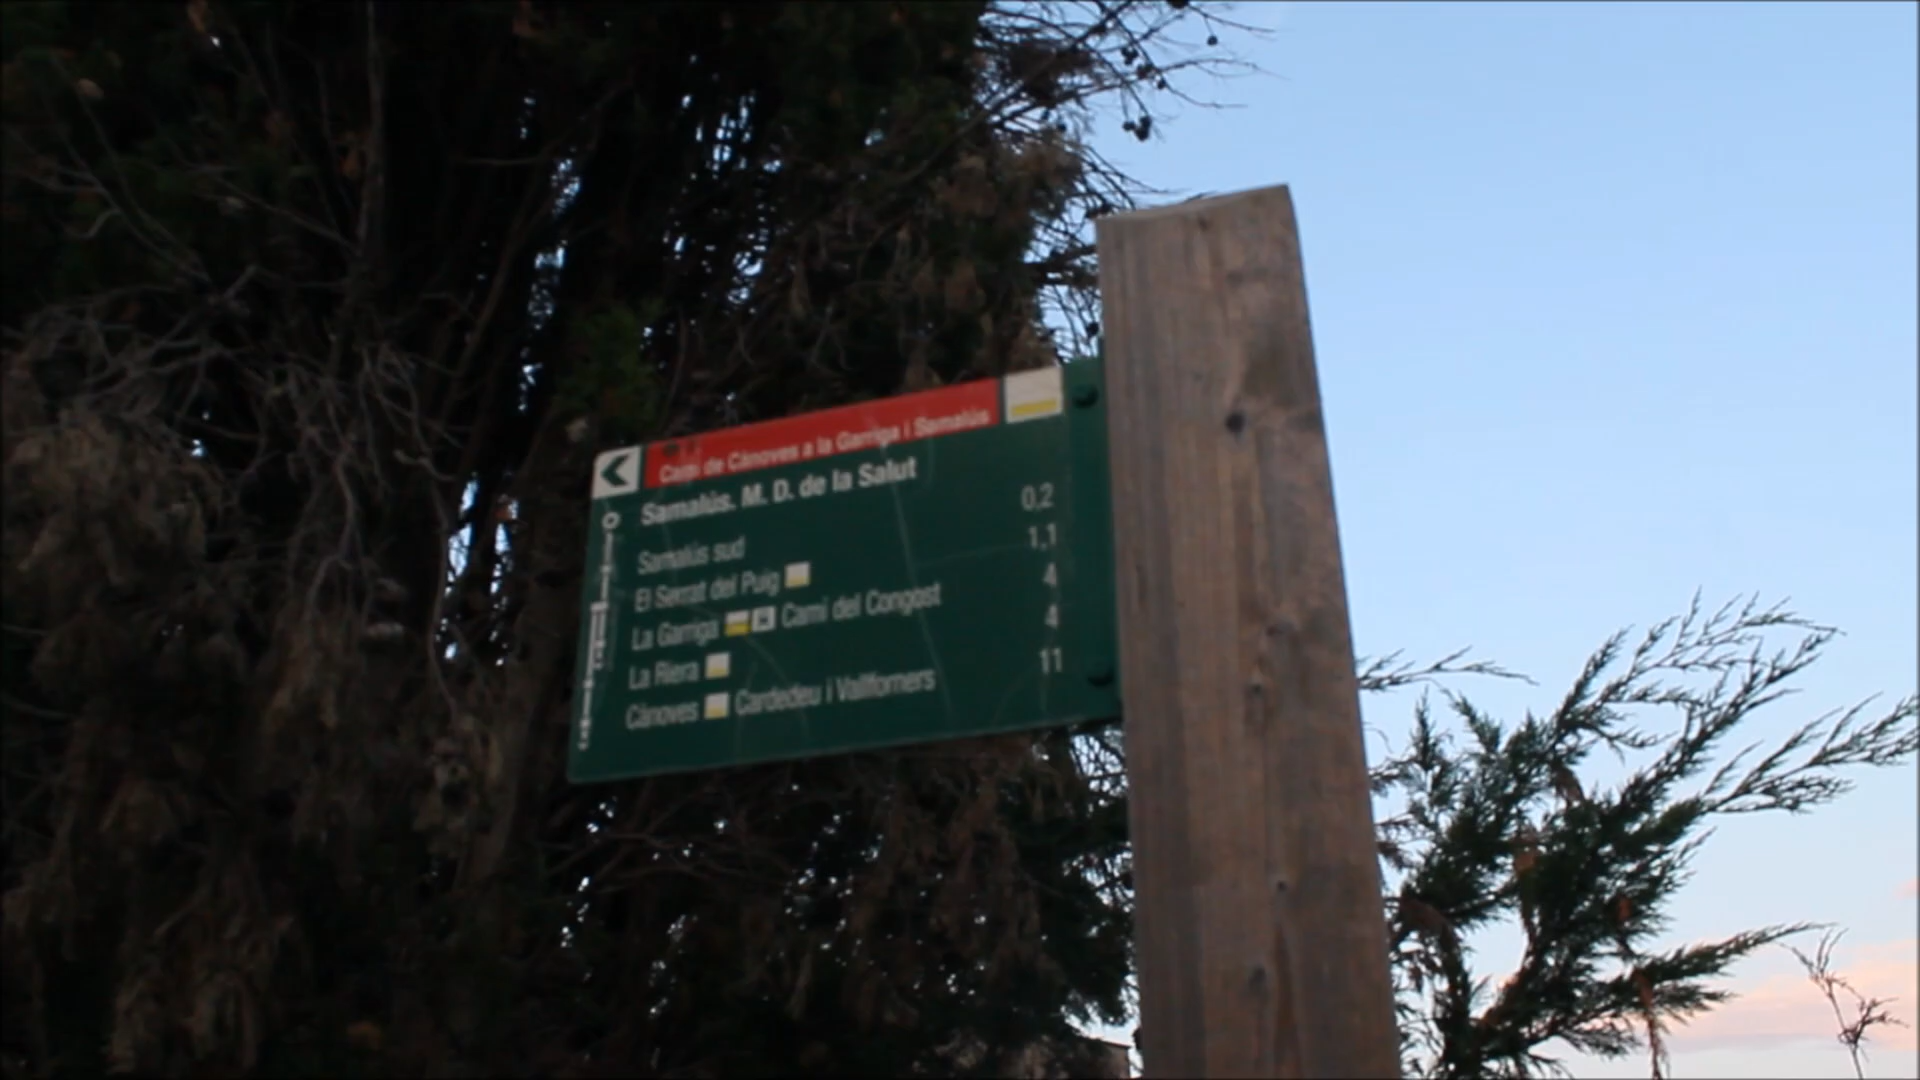 Camí de Cànoves a la Garriga i Samalús
Samalús. M. D. de la Salut
Samalús sud 0,2
El Serrat del Puig 1,1
La Garriga Camí del Congost 4
La Riera 4
Cànoves Cardedeu i Vallforners 11